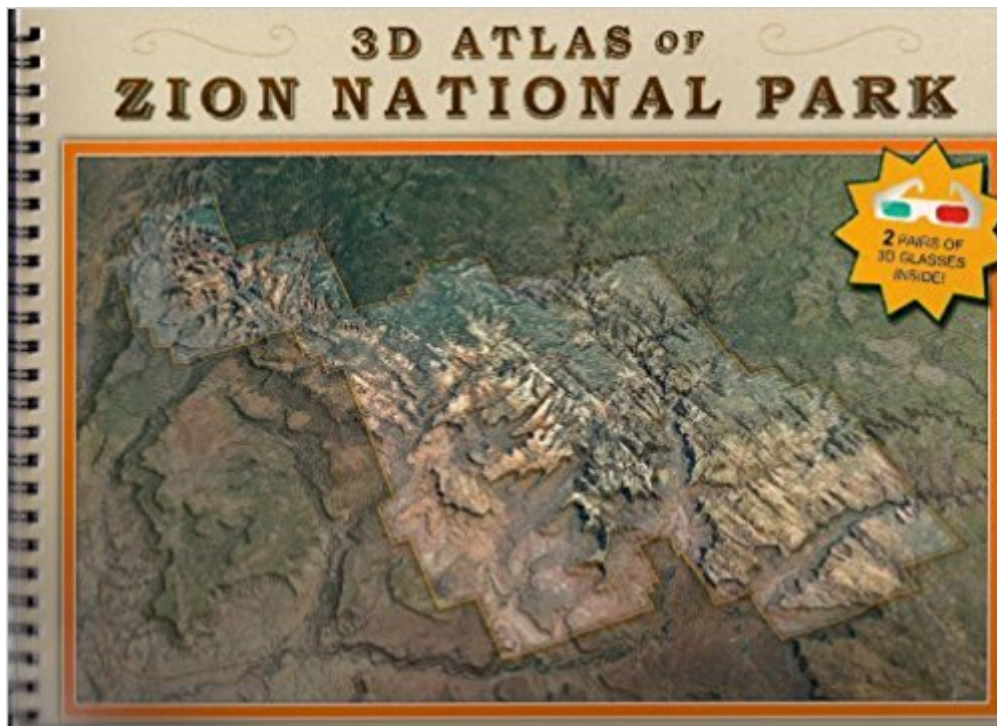 3D ATLAS OF
ZION NATIONAL PARK
2 PAIRS OF
3D GLASSES
INSIDE!